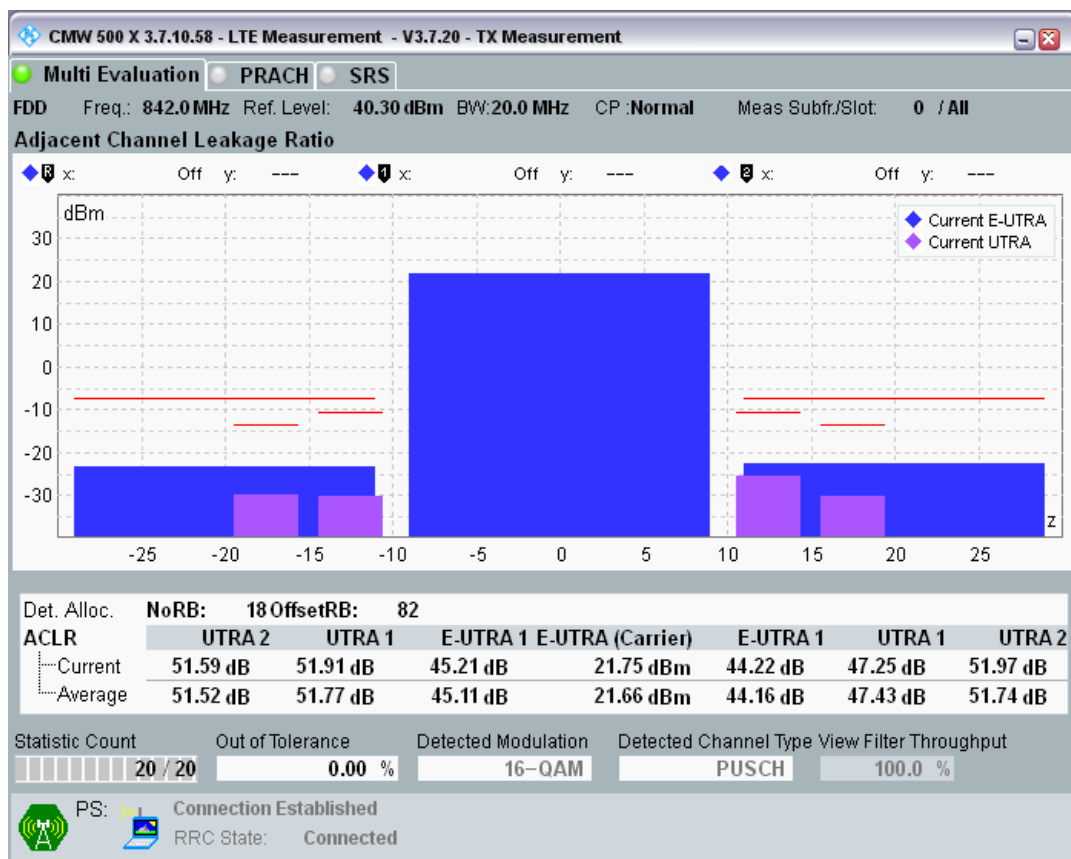 CMW 500 X 3.7.10.58 - LTE Measurement - V3.7.20 - TX Measurement
Multi Evaluation PRACH SRS
FDD Freq.: 842.0 MHz Ref. Level: 40.30 dBm BW:20.0 MHz CP :Normal Meas Subfr./Slot: 0 / All
Adjacent Channel Leakage Ratio
R x: Off y: --- 1 x: Off y: --- 2 x: Off y: ---
dBm
Current E-UTRA
Current UTRA
30
20
10
0
-10
-20
-30
z
-25 -20 -15 -10 -5 0 5 10 15 20 25
Det. Alloc. NoRB: 18 OffsetRB: 82
ACLR UTRA 2 UTRA 1 E-UTRA 1 E-UTRA (Carrier) E-UTRA 1 UTRA 1 UTRA 2
Current 51.59 dB 51.91 dB 45.21 dB 21.75 dBm 44.22 dB 47.25 dB 51.97 dB
Average 51.52 dB 51.77 dB 45.11 dB 21.66 dBm 44.16 dB 47.43 dB 51.74 dB
Statistic Count Out of Tolerance Detected Modulation Detected Channel Type View Filter Throughput
20 / 20 0.00 % 16-QAM PUSCH 100.0 %
PS: Connection Established
RRC State: Connected